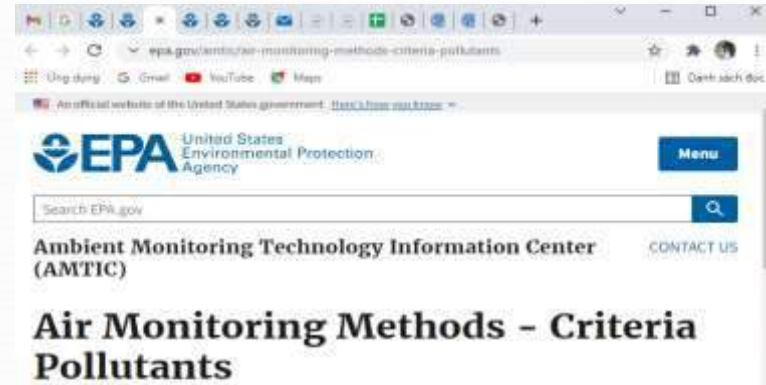 epa.gov/amtic/air-monitoring-methods-criteria-pollutants
Ứng dụng Gmail YouTube Maps Danh sách đọc
An official website of the United States government Here's how you know
EPA United States
Environmental Protection
Agency
Menu
Search EPA.gov
Ambient Monitoring Technology Information Center
(AMTIC)
CONTACT US
Air Monitoring Methods - Criteria
Pollutants